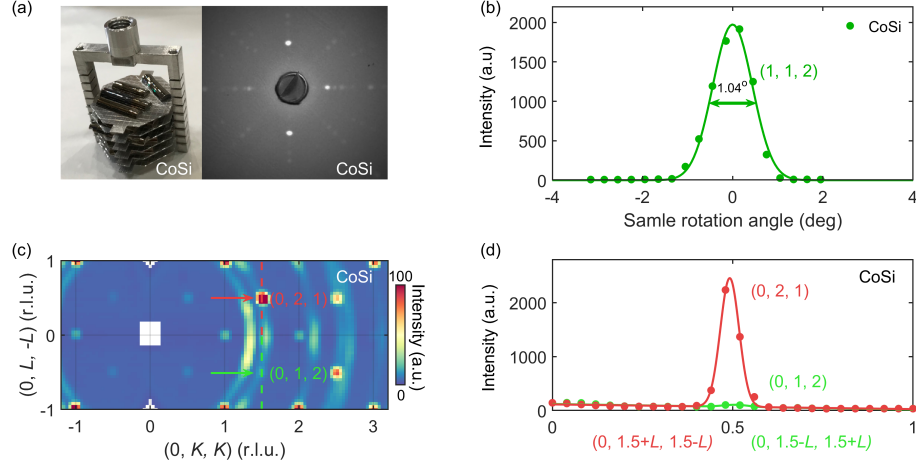 (a)
CoSi
CoSi
(b)
Intensity (a.u)
2000
1500
1000
500
0
CoSi
(1, 1, 2)
1.04°
-4
-2
0
2
4
Samle rotation angle (deg)
(c)
(0, L, -L) (r.l.u.)
1
0
-1
CoSi
(0, 2, 1)
(0, 1, 2)
-1
0
1
2
3
(0, K, K) (r.l.u.)
100
0
Intensity (a.u.)
(d)
Intensity (a.u.)
2000
1000
0
CoSi
(0, 2, 1)
(0, 1, 2)
(0, 1.5+L, 1.5-L)
(0, 1.5-L, 1.5+L)
0
0.5
1